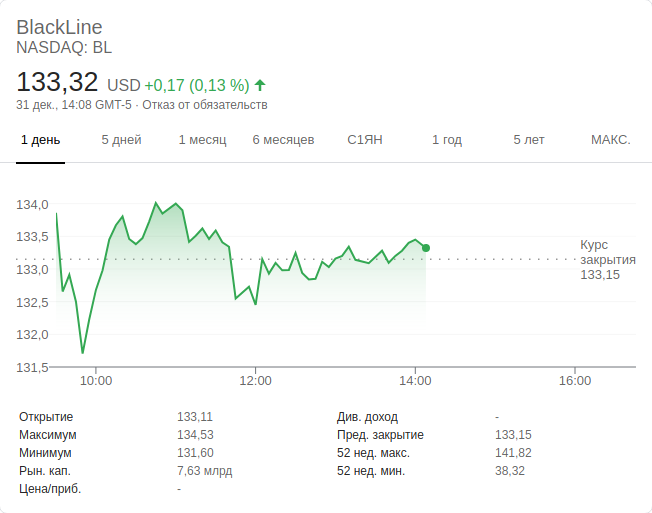 BlackLine
NASDAQ: BL
133,32 USD +0,17 (0,13 %)
31 дек., 14:08 GMT-5 · Отказ от обязательств
1 день 5 дней 1 месяц 6 месяцев С1ЯН 1 год 5 лет МАКС.
134,0
133,5
133,0
132,5
132,0
131,5
Курс
закрытия
133,15
10:00 12:00 14:00 16:00
Открытие 133,11 Див. доход -
Максимум 134,53 Пред. закрытие 133,15
Минимум 131,60 52 нед. макс. 141,82
Рын. кап. 7,63 млрд 52 нед. мин. 38,32
Цена/приб. -